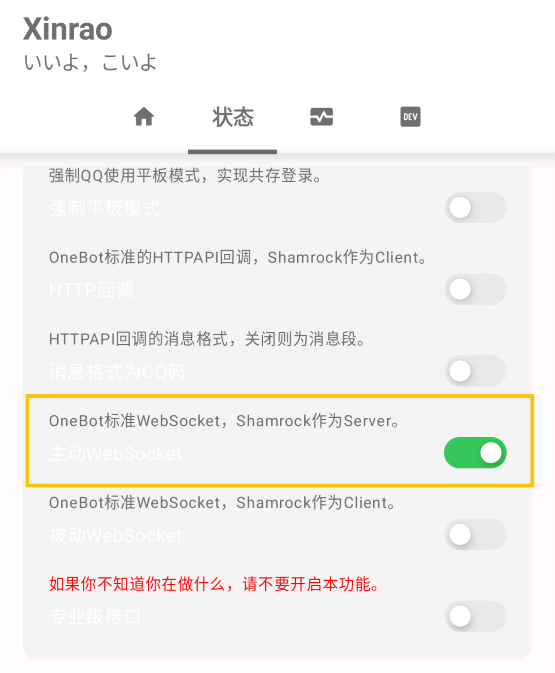 Xinrao
いいよ，こいよ
状态
DEV
强制QQ使用平板模式，实现共存登录。
强制平板模式
OneBot标准的HTTPAPI回调，Shamrock作为Client。
HTTP回调
HTTPAPI回调的消息格式，关闭则为消息段。
消息格式为CQ码
OneBot标准WebSocket，Shamrock作为Server。
主动WebSocket
OneBot标准WebSocket，Shamrock作为Client。
被动WebSocket
如果你不知道你在做什么，请不要开启本功能。
专业级接口